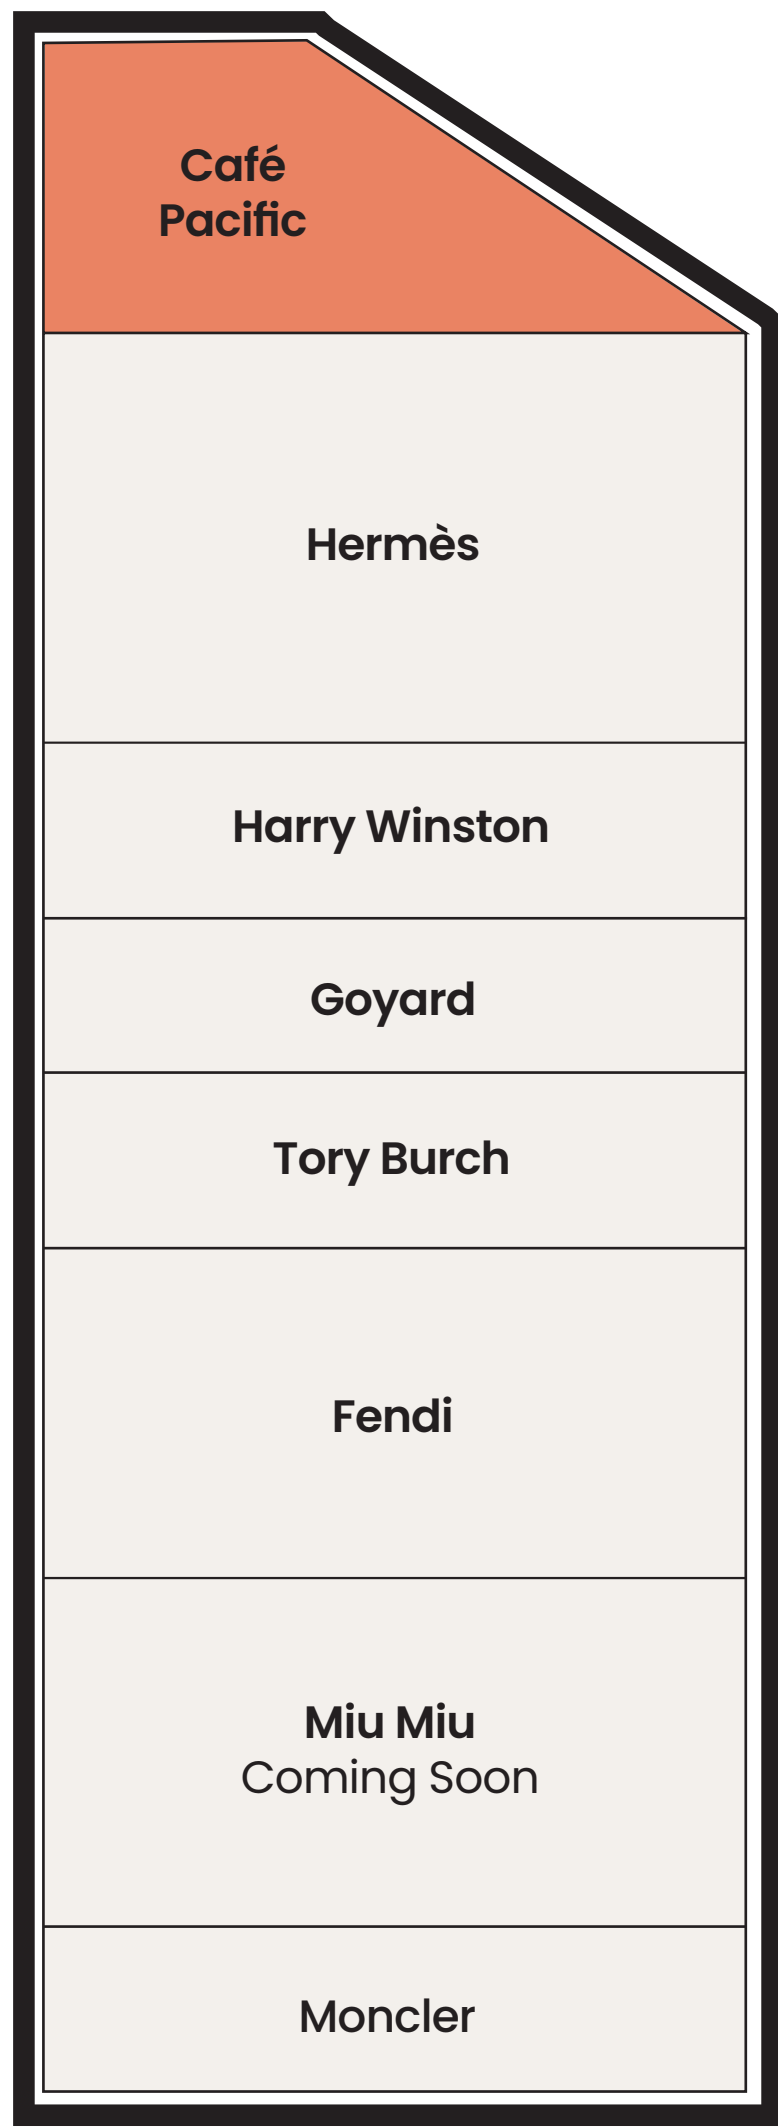 Café
Pacific
Hermès
Harry Winston
Goyard
Tory Burch
Fendi
Miu Miu
Coming Soon
Moncler